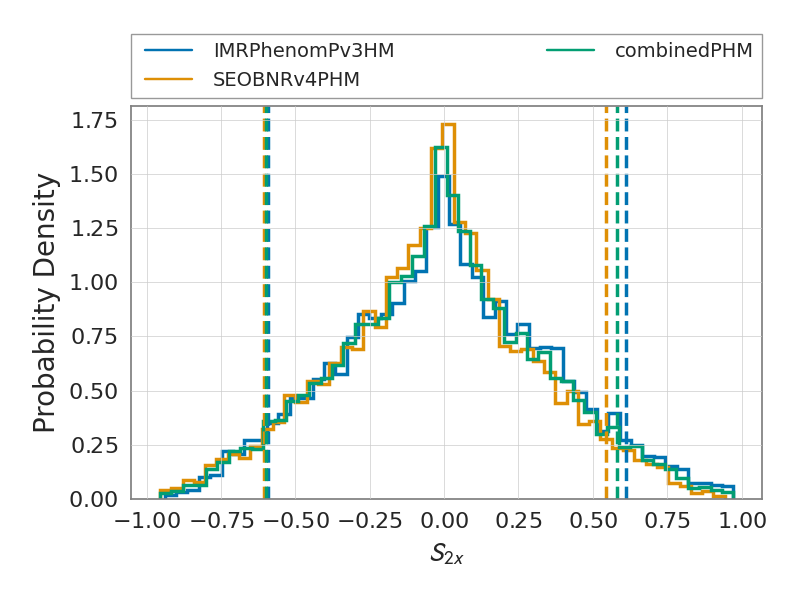 IMRPhenomPv3HM
SEOBNRv4PHM
combinedPHM
Probability Density
1.75
1.50
1.25
1.00
0.75
0.50
0.25
0.00
−1.00 −0.75 −0.50 −0.25 0.00 0.25 0.50 0.75 1.00
S2x